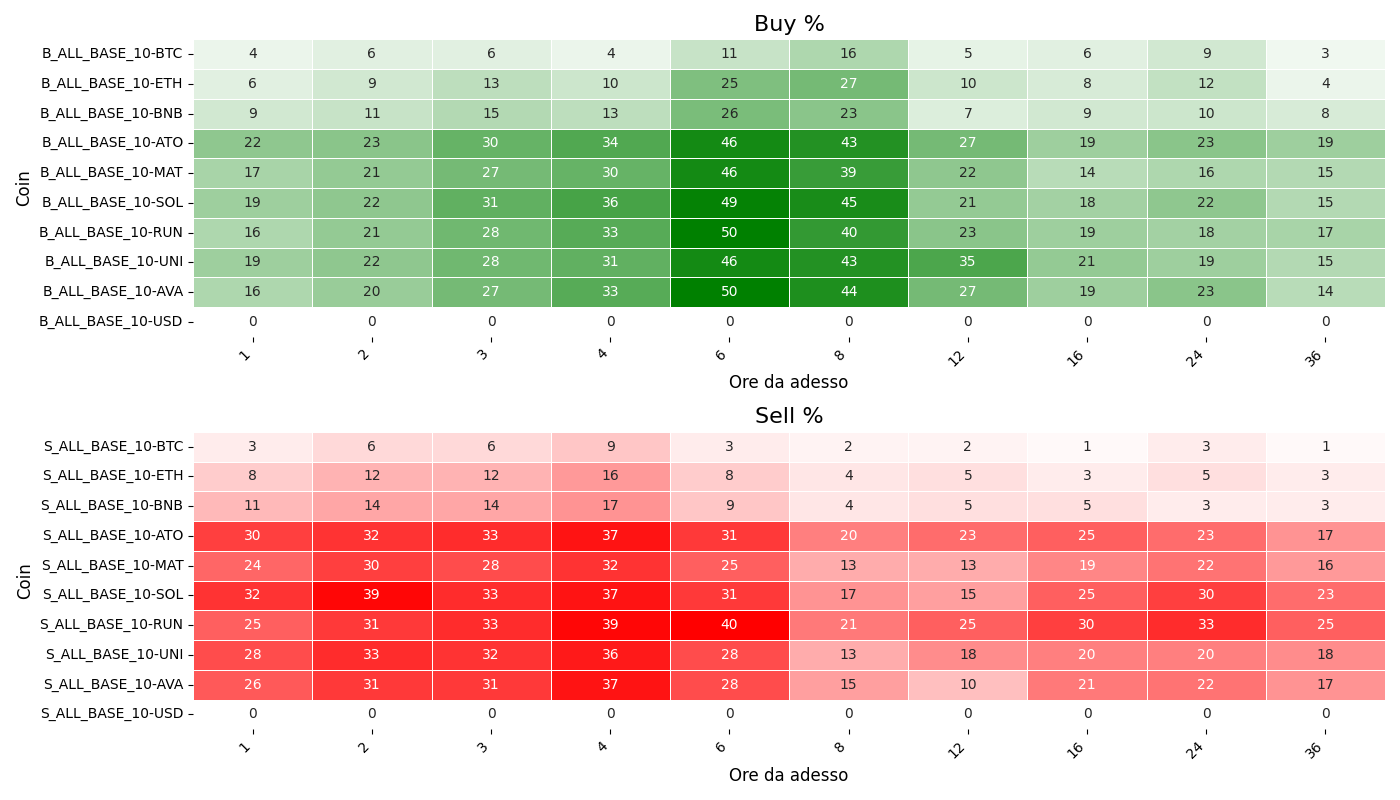 Buy %
Coin
B_ALL_BASE_10-BTC 4 6 6 4 11 16 5 6 9 3
B_ALL_BASE_10-ETH 6 9 13 10 25 27 10 8 12 4
B_ALL_BASE_10-BNB 9 11 15 13 26 23 7 9 10 8
B_ALL_BASE_10-ATO 22 23 30 34 46 43 27 19 23 19
B_ALL_BASE_10-MAT 17 21 27 30 46 39 22 14 16 15
B_ALL_BASE_10-SOL 19 22 31 36 49 45 21 18 22 15
B_ALL_BASE_10-RUN 16 21 28 33 50 40 23 19 18 17
B_ALL_BASE_10-UNI 19 22 28 31 46 43 35 21 19 15
B_ALL_BASE_10-AVA 16 20 27 33 50 44 27 19 23 14
B_ALL_BASE_10-USD 0 0 0 0 0 0 0 0 0 0
1 2 3 4 6 8 12 16 24 36
Ore da adesso
Sell %
Coin
S_ALL_BASE_10-BTC 3 6 6 9 3 2 2 1 3 1
S_ALL_BASE_10-ETH 8 12 12 16 8 4 5 3 5 3
S_ALL_BASE_10-BNB 11 14 14 17 9 4 5 5 3 3
S_ALL_BASE_10-ATO 30 32 33 37 31 20 23 25 23 17
S_ALL_BASE_10-MAT 24 30 28 32 25 13 13 19 22 16
S_ALL_BASE_10-SOL 32 39 33 37 31 17 15 25 30 23
S_ALL_BASE_10-RUN 25 31 33 39 40 21 25 30 33 25
S_ALL_BASE_10-UNI 28 33 32 36 28 13 18 20 20 18
S_ALL_BASE_10-AVA 26 31 31 37 28 15 10 21 22 17
S_ALL_BASE_10-USD 0 0 0 0 0 0 0 0 0 0
1 2 3 4 6 8 12 16 24 36
Ore da adesso